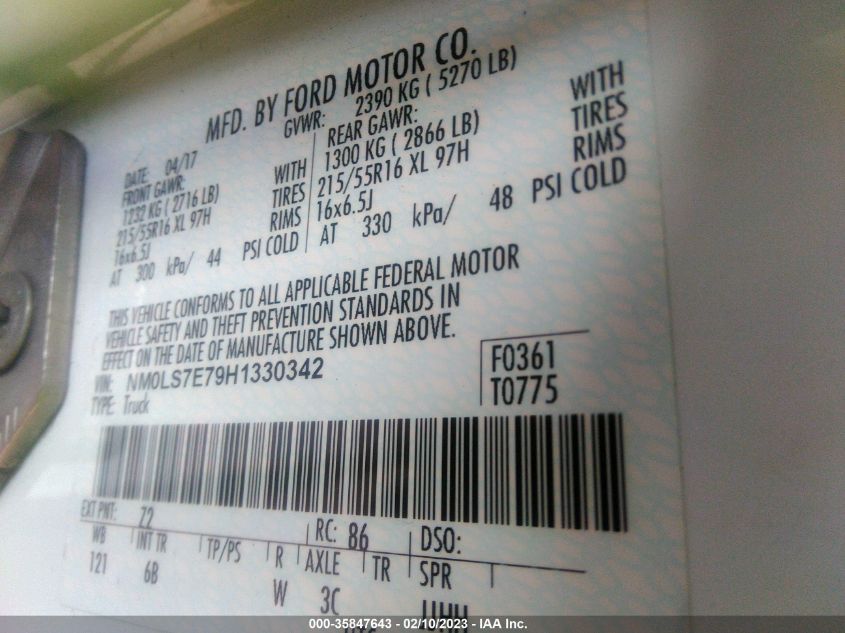 MFD. BY FORD MOTOR CO.
GVWR: 2390 KG ( 5270 LB)
DATE: 04/17
FRONT GAWR:
1232 KG ( 2716 LB) WITH
215/55R16 XL 97H TIRES
16x6.5J RIMS
AT 300 kPa/ 44 PSI COLD
REAR GAWR:
1300 KG ( 2866 LB) WITH
215/55R16 XL 97H TIRES
16x6.5J RIMS
AT 330 kPa/ 48 PSI COLD
THIS VEHICLE CONFORMS TO ALL APPLICABLE FEDERAL MOTOR
VEHICLE SAFETY AND THEFT PREVENTION STANDARDS IN
EFFECT ON THE DATE OF MANUFACTURE SHOWN ABOVE.
VIN: NM0LS7E79H1330342
TYPE: Truck
F0361
T0775
EXT PNT: Z2 RC: 86 DSO:
WB INT TR TP/PS R AXLE TR SPR
121 6B W 3C UHH
000-35847643 - 02/10/2023 - IAA Inc.